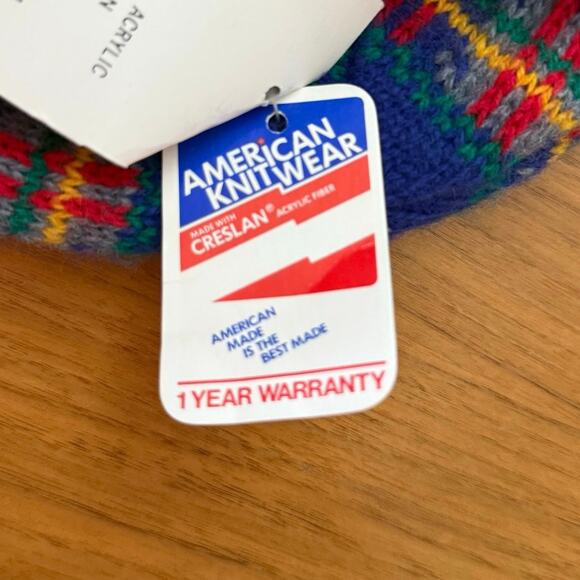 ACRYLIC
AMERICAN
KNITWEAR
MADE WITH
CRESLAN® ACRYLIC FIBER
AMERICAN
MADE
IS THE
BEST MADE
1 YEAR WARRANTY